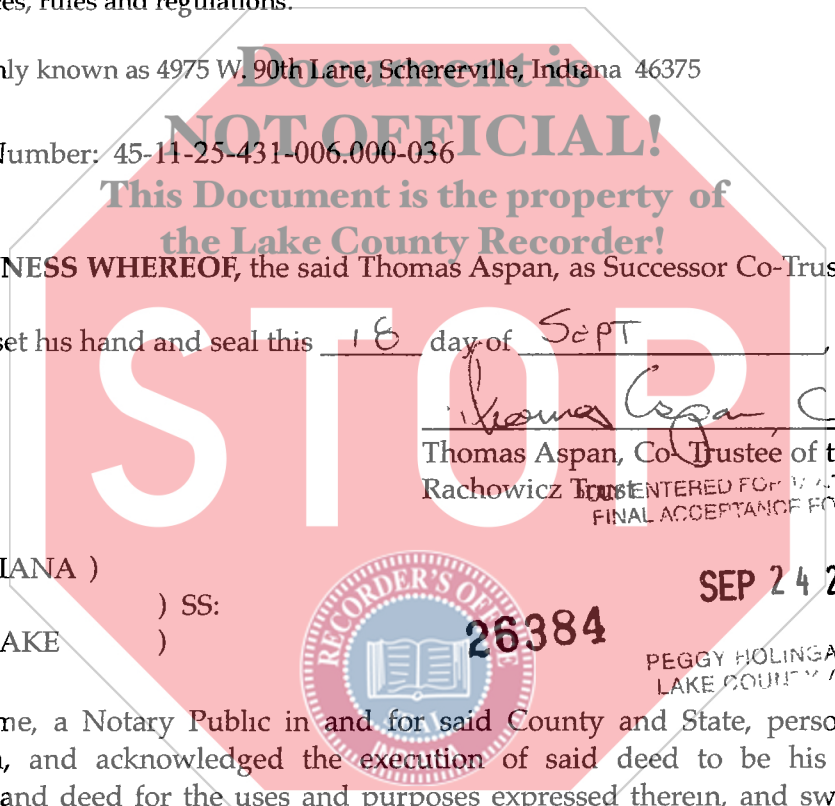 ces, rules and regulations.
Document is
nly known as 4975 W. 90th Lane, Schererville, Indiana 46375
NOT OFFICIAL!
Number: 45-11-25-431-006.000-036
This Document is the property of
the Lake County Recorder!
NESS WHEREOF, the said Thomas Aspan, as Successor Co-Trus
set his hand and seal this 18 day of SEPT,
STOP
Thomas Aspan
Thomas Aspan, Co-Trustee of t
Rachowicz Trust
ENTERED FOR
FINAL ACCEPTANCE FO
IANA )
) SS:
AKE )
SEP 24 2
RECORDER'S OFFICE
26384
INDIANA
PEGGY HOLINGA
LAKE COUNTY
me, a Notary Public in and for said County and State, perso
, and acknowledged the execution of said deed to be his
and deed for the uses and purposes expressed therein, and sw